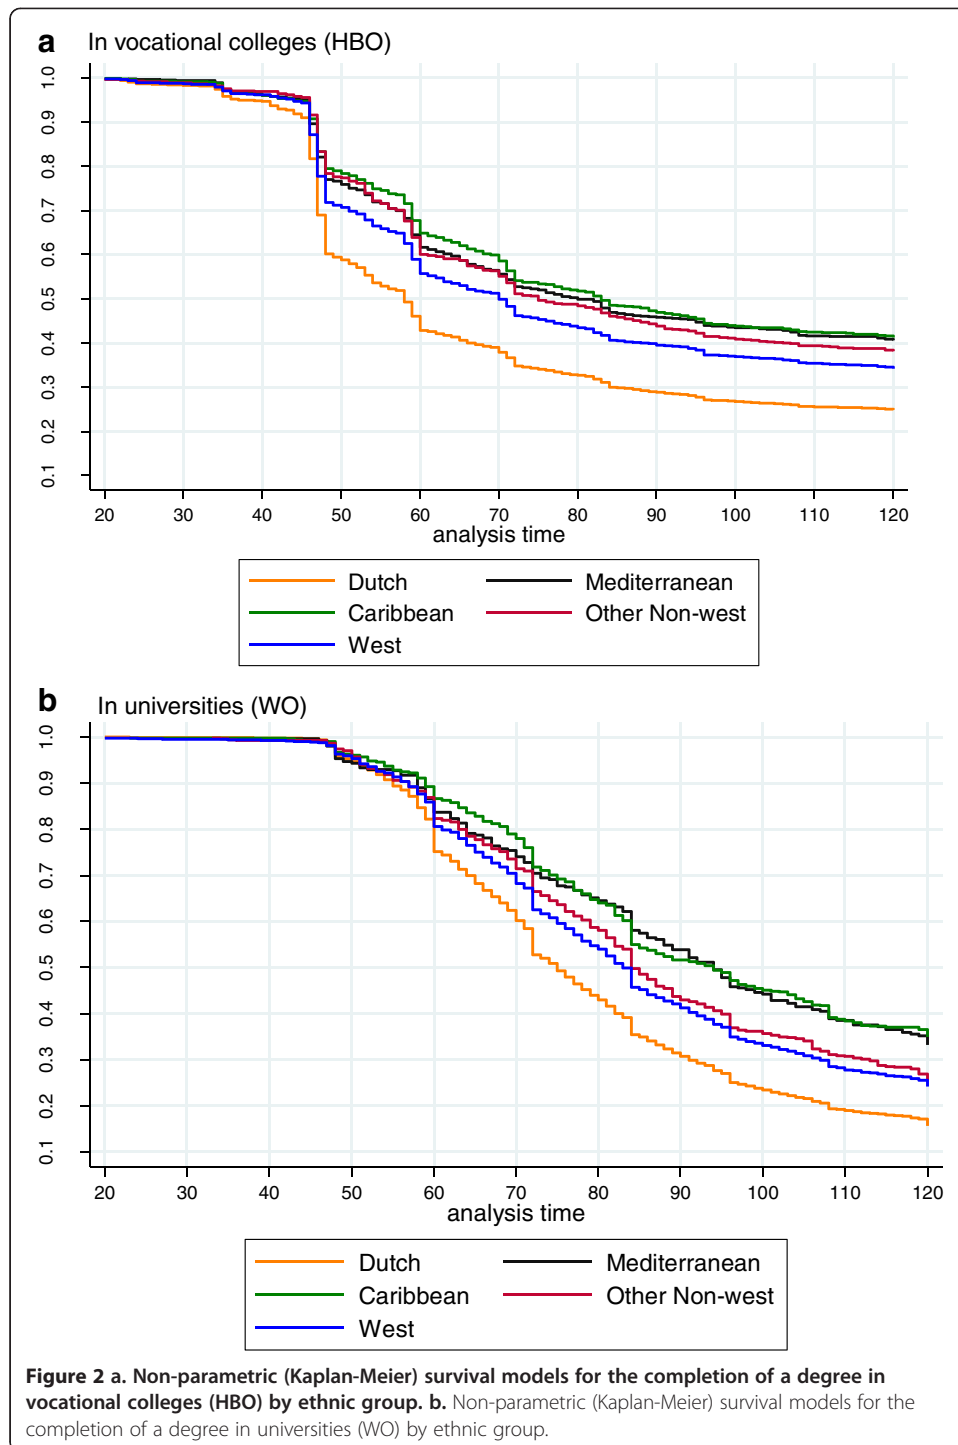 a In vocational colleges (HBO)
1.0
0.9
0.8
0.7
0.6
0.5
0.4
0.3
0.2
0.1
20 30 40 50 60 70 80 90 100 110 120
analysis time
Dutch Mediterranean
Caribbean Other Non-west
West
b In universities (WO)
1.0
0.9
0.8
0.7
0.6
0.5
0.4
0.3
0.2
0.1
20 30 40 50 60 70 80 90 100 110 120
analysis time
Dutch Mediterranean
Caribbean Other Non-west
West
Figure 2 a. Non-parametric (Kaplan-Meier) survival models for the completion of a degree in
vocational colleges (HBO) by ethnic group. b. Non-parametric (Kaplan-Meier) survival models for the
completion of a degree in universities (WO) by ethnic group.